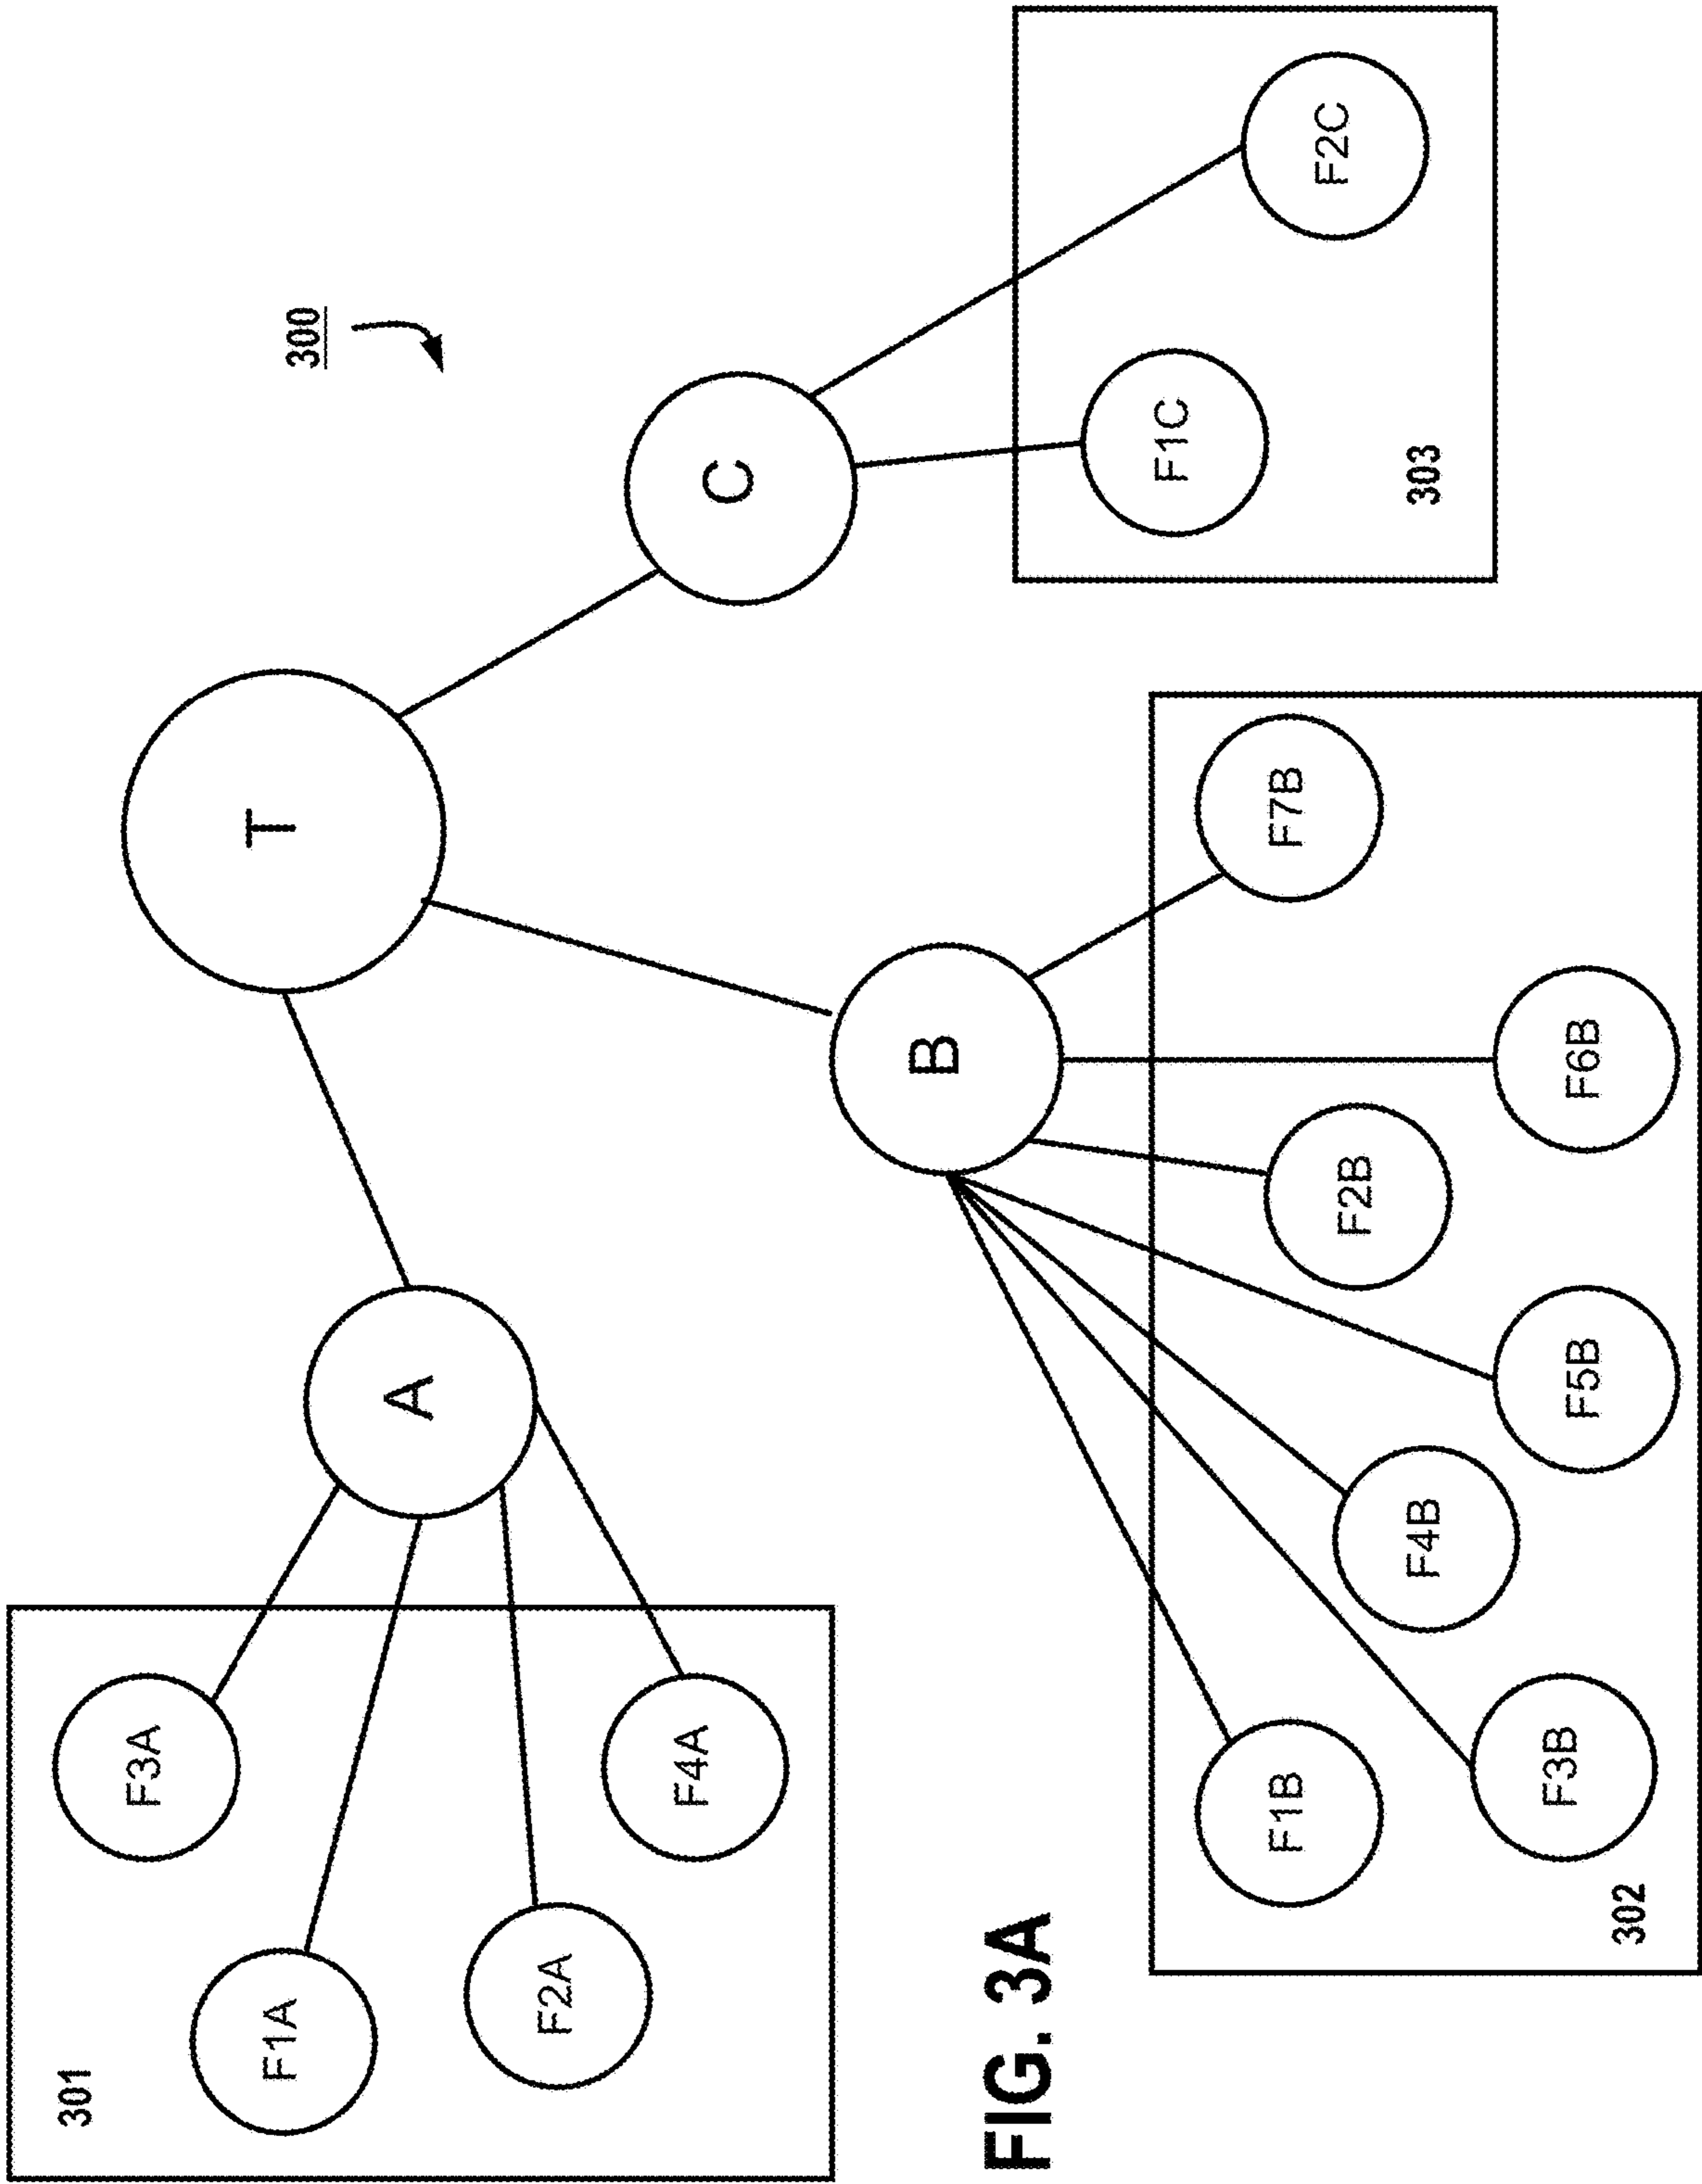 300
T
A
B
C
301
F3A
F1A
F2A
F4A
302
F1B
F3B
F4B
F5B
F2B
F6B
F7B
303
F1C
F2C
FIG. 3A